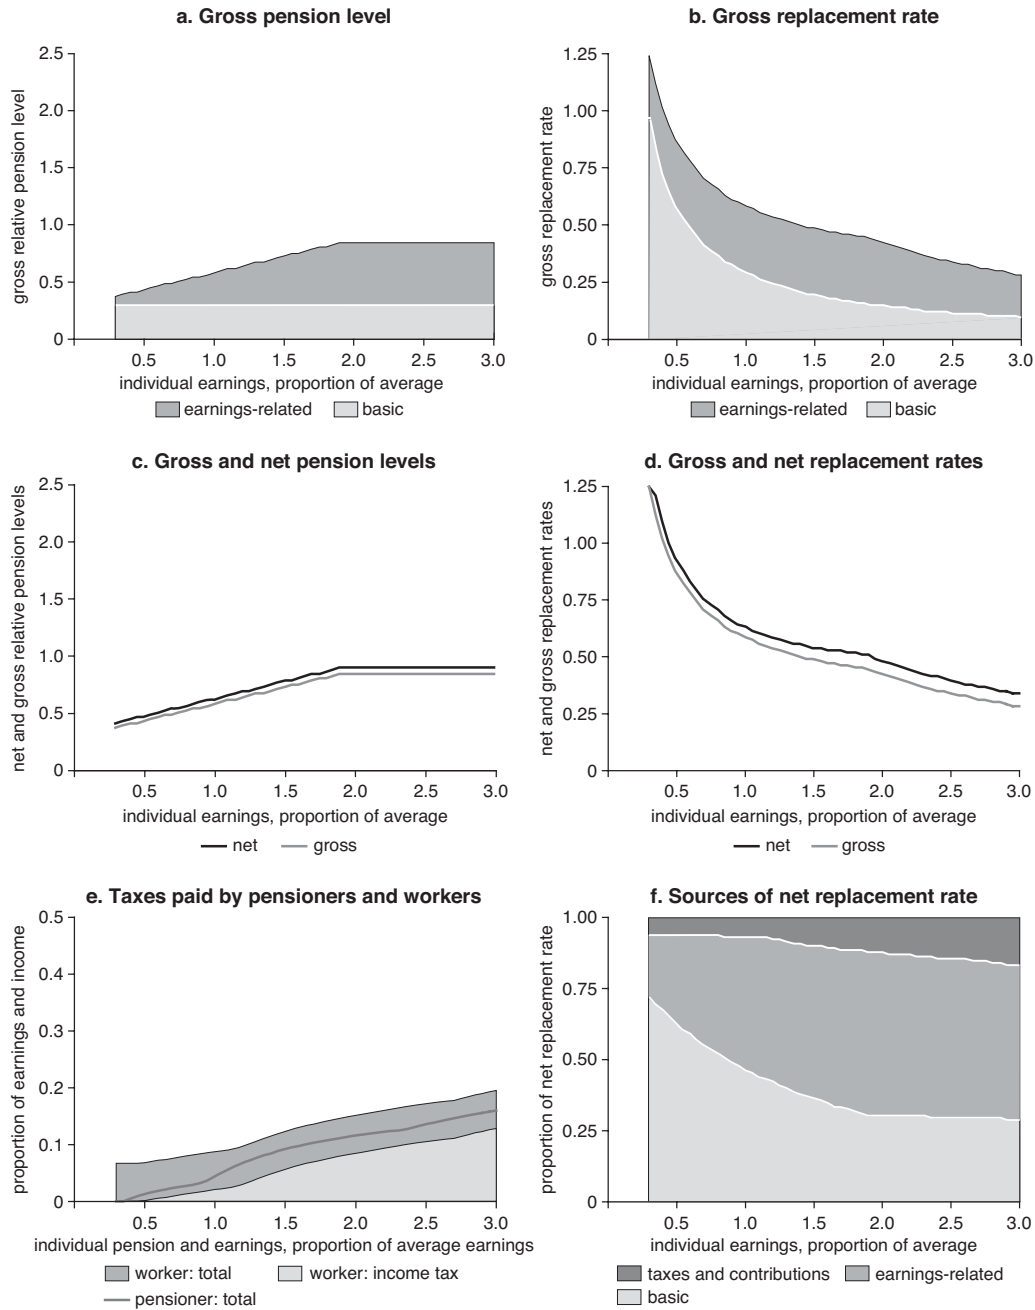 a. Gross pension level
gross relative pension level
2.5
2.0
1.5
1.0
0.5
0
0.5 1.0 1.5 2.0 2.5 3.0
individual earnings, proportion of average
earnings-related basic
b. Gross replacement rate
gross replacement rate
1.25
1.00
0.75
0.50
0.25
0
0.5 1.0 1.5 2.0 2.5 3.0
individual earnings, proportion of average
earnings-related basic
c. Gross and net pension levels
net and gross relative pension levels
2.5
2.0
1.5
1.0
0.5
0
0.5 1.0 1.5 2.0 2.5 3.0
individual earnings, proportion of average
net gross
d. Gross and net replacement rates
net and gross replacement rates
1.25
1.00
0.75
0.50
0.25
0
0.5 1.0 1.5 2.0 2.5 3.0
individual earnings, proportion of average
net gross
e. Taxes paid by pensioners and workers
proportion of earnings and income
0.5
0.4
0.3
0.2
0.1
0
0.5 1.0 1.5 2.0 2.5 3.0
individual pension and earnings, proportion of average earnings
worker: total worker: income tax
pensioner: total
f. Sources of net replacement rate
proportion of net replacement rate
1.00
0.75
0.50
0.25
0
0.5 1.0 1.5 2.0 2.5 3.0
individual earnings, proportion of average
taxes and contributions earnings-related
basic